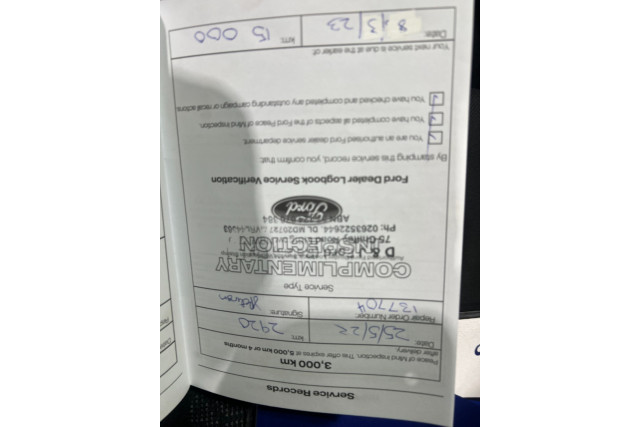 Service Records
3,000 km
Peace of Mind Inspection. This offer expires at 5,000 km or 4 months
after delivery.
Date: 25/5/22 km: 2920
Repair Order Number: 137704 Signature:
Service Type
COMPLIMENTARY
INSPECTION
Ford
Ford Dealer Logbook Service Verification
By stamping this service record, you confirm that:
You are an authorised Ford dealer service department
You have completed all aspects of the Ford Peace of Mind Inspection
You have checked and completed any outstanding campaign or recall actions
Your next service is due at the earlier of:
Date: 8/3/23 km: 15 000